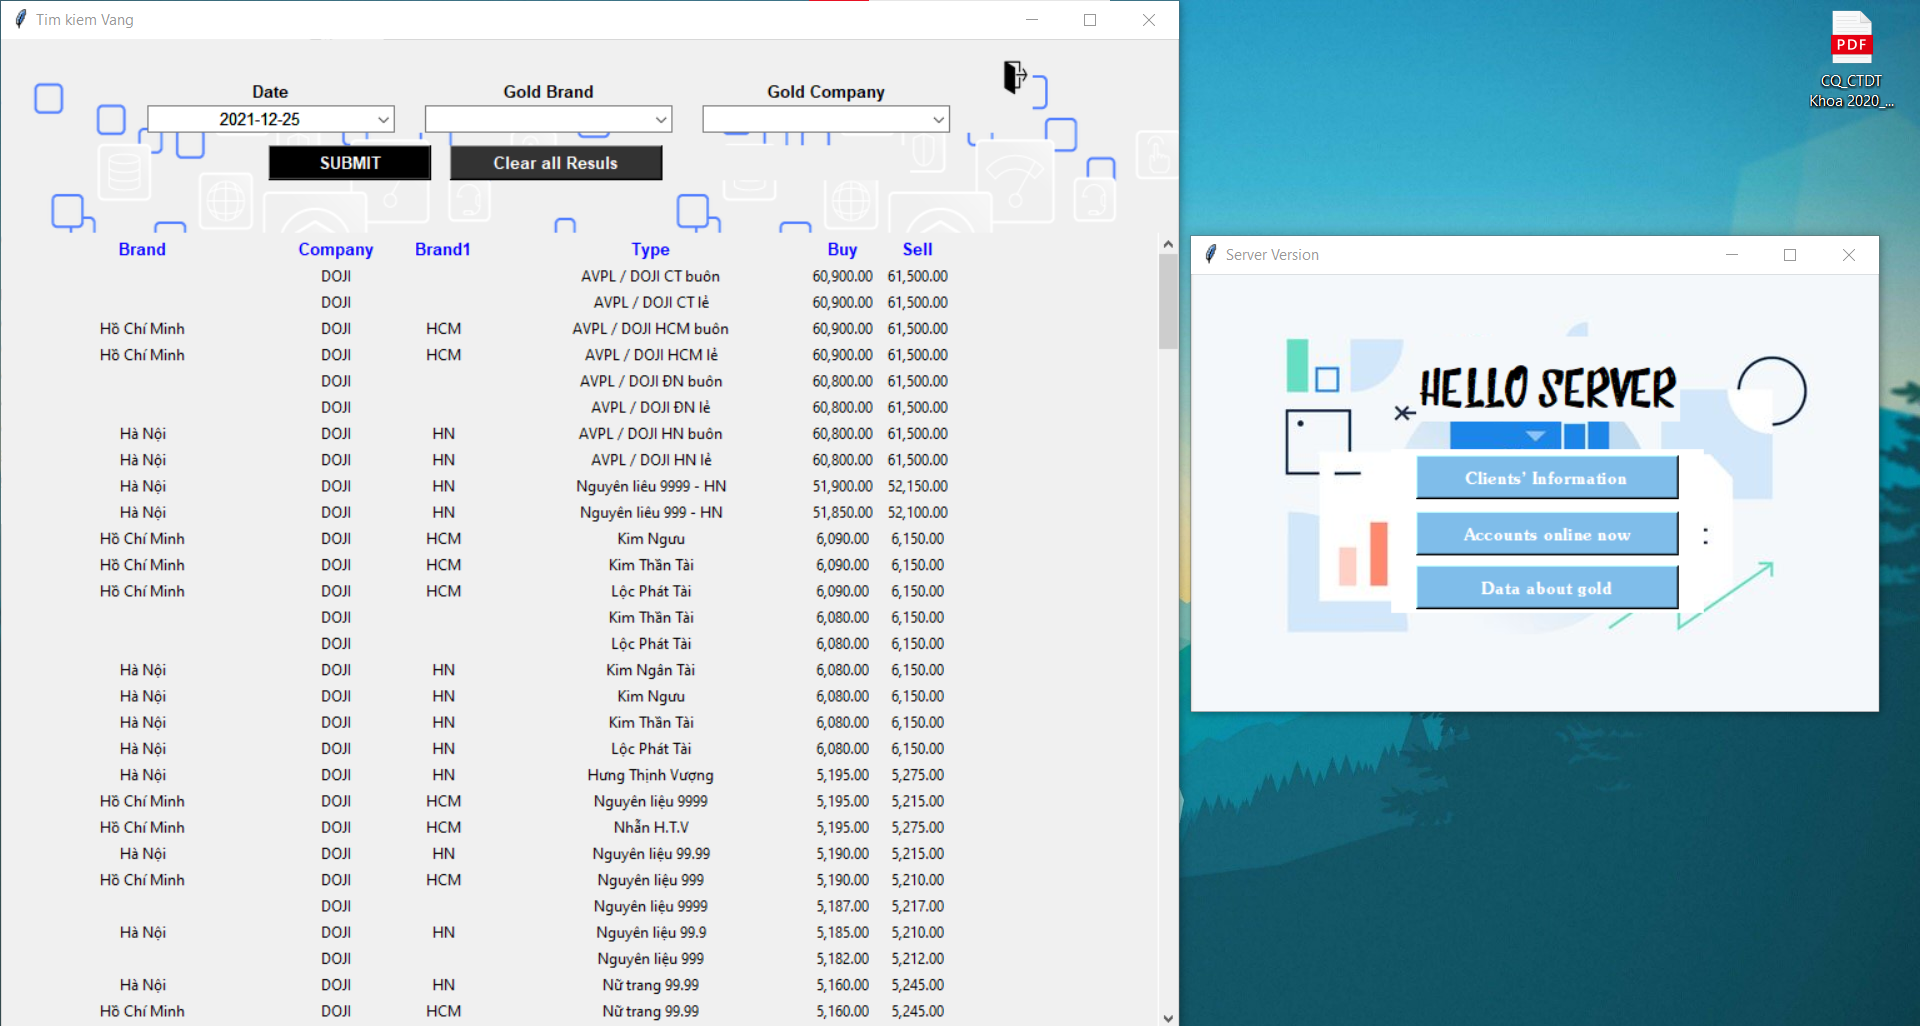 Tim kiem Vang
Date Gold Brand Gold Company
2021-12-25
SUBMIT Clear all Resuls
Brand Company Brand1 Type Buy Sell
DOJI AVPL / DOJI CT buôn 60,900.00 61,500.00
DOJI AVPL / DOJI CT lẻ 60,900.00 61,500.00
Hồ Chí Minh DOJI HCM AVPL / DOJI HCM buôn 60,900.00 61,500.00
Hồ Chí Minh DOJI HCM AVPL / DOJI HCM lẻ 60,900.00 61,500.00
DOJI AVPL / DOJI ĐN buôn 60,800.00 61,500.00
DOJI AVPL / DOJI ĐN lẻ 60,800.00 61,500.00
Hà Nội DOJI HN AVPL / DOJI HN buôn 60,800.00 61,500.00
Hà Nội DOJI HN AVPL / DOJI HN lẻ 60,800.00 61,500.00
Hà Nội DOJI HN Nguyên liêu 9999 - HN 51,900.00 52,150.00
Hà Nội DOJI HN Nguyên liêu 999 - HN 51,850.00 52,100.00
Hồ Chí Minh DOJI HCM Kim Ngưu 6,090.00 6,150.00
Hồ Chí Minh DOJI HCM Kim Thần Tài 6,090.00 6,150.00
Hồ Chí Minh DOJI HCM Lộc Phát Tài 6,090.00 6,150.00
DOJI Kim Thần Tài 6,080.00 6,150.00
DOJI Lộc Phát Tài 6,080.00 6,150.00
Hà Nội DOJI HN Kim Ngân Tài 6,080.00 6,150.00
Hà Nội DOJI HN Kim Ngưu 6,080.00 6,150.00
Hà Nội DOJI HN Kim Thần Tài 6,080.00 6,150.00
Hà Nội DOJI HN Lộc Phát Tài 6,080.00 6,150.00
Hà Nội DOJI HN Hưng Thịnh Vượng 5,195.00 5,275.00
Hồ Chí Minh DOJI HCM Nguyên liệu 9999 5,195.00 5,215.00
Hồ Chí Minh DOJI HCM Nhẫn H.T.V 5,195.00 5,275.00
Hà Nội DOJI HN Nguyên liệu 99.99 5,190.00 5,215.00
Hồ Chí Minh DOJI HCM Nguyên liệu 999 5,190.00 5,210.00
DOJI Nguyên liệu 9999 5,187.00 5,217.00
Hà Nội DOJI HN Nguyên liệu 99.9 5,185.00 5,210.00
DOJI Nguyên liệu 999 5,182.00 5,212.00
Hà Nội DOJI HN Nữ trang 99.99 5,160.00 5,245.00
Hồ Chí Minh DOJI HCM Nữ trang 99.99 5,160.00 5,245.00
PDF
CQ_CTDT
Khoa 2020_...
Server Version
HELLO SERVER
Clients' Information
Accounts online now
Data about gold